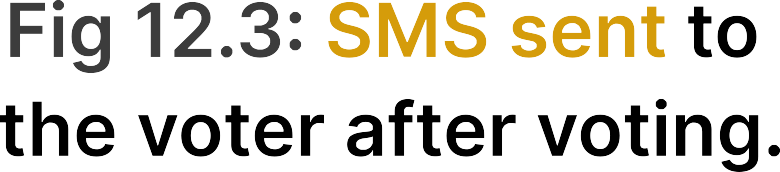 Fig 12.3: SMS sent to
the voter after voting.